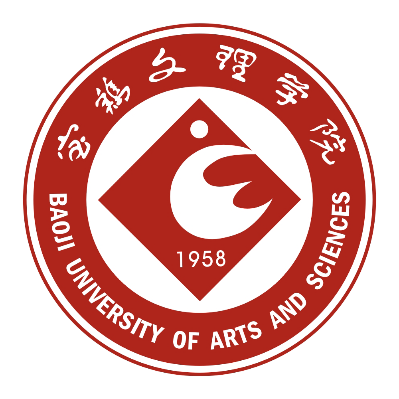 宝鸡文理学院
1958
BAOJI UNIVERSITY OF ARTS AND SCIENCES